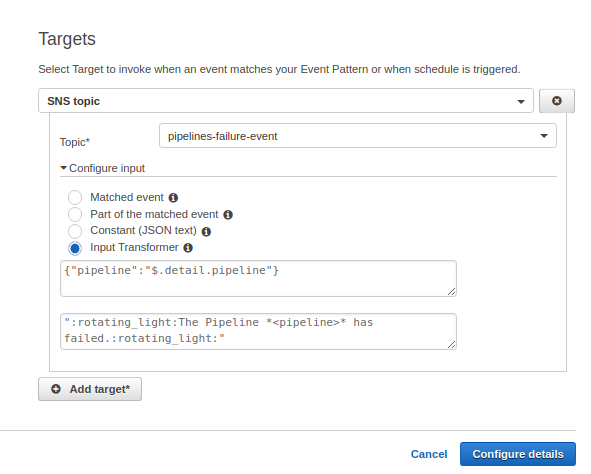 Targets
Select Target to invoke when an event matches your Event Pattern or when schedule is triggered.
SNS topic
Topic*
pipelines-failure-event
Configure input
Matched event
Part of the matched event
Constant (JSON text)
Input Transformer
{"pipeline":"$.detail.pipeline"}
":rotating_light:The Pipeline *<pipeline>* has
failed.:rotating_light:"
Add target*
Cancel
Configure details